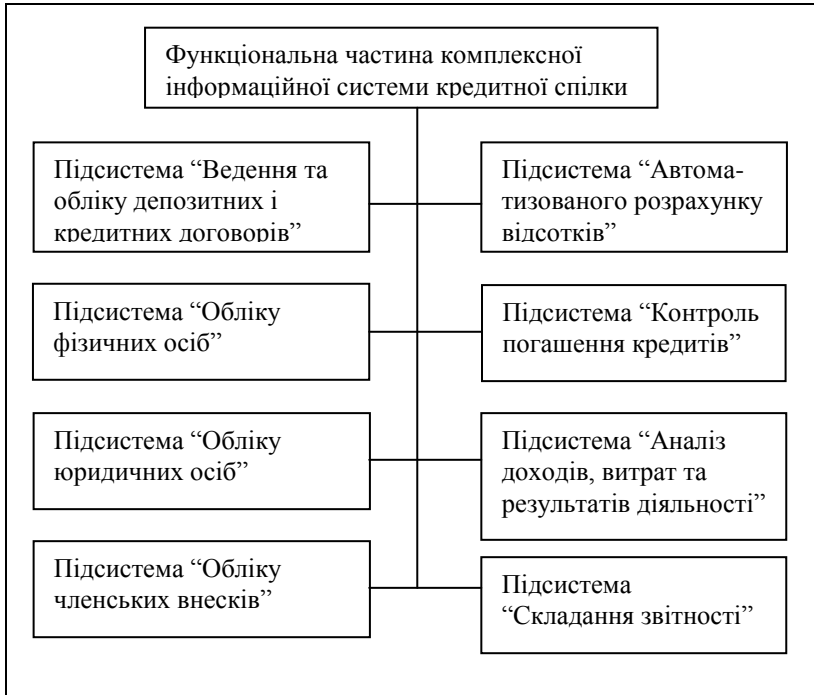 Функціональна частина комплексної
інформаційної системи кредитної спілки
Підсистема “Ведення та
обліку депозитних і
кредитних договорів”
Підсистема “Автома-
тизованого розрахунку
відсотків”
Підсистема “Обліку
фізичних осіб”
Підсистема “Контроль
погашення кредитів”
Підсистема “Обліку
юридичних осіб”
Підсистема “Аналіз
доходів, витрат та
результатів діяльності”
Підсистема “Обліку
членських внесків”
Підсистема
“Складання звітності”